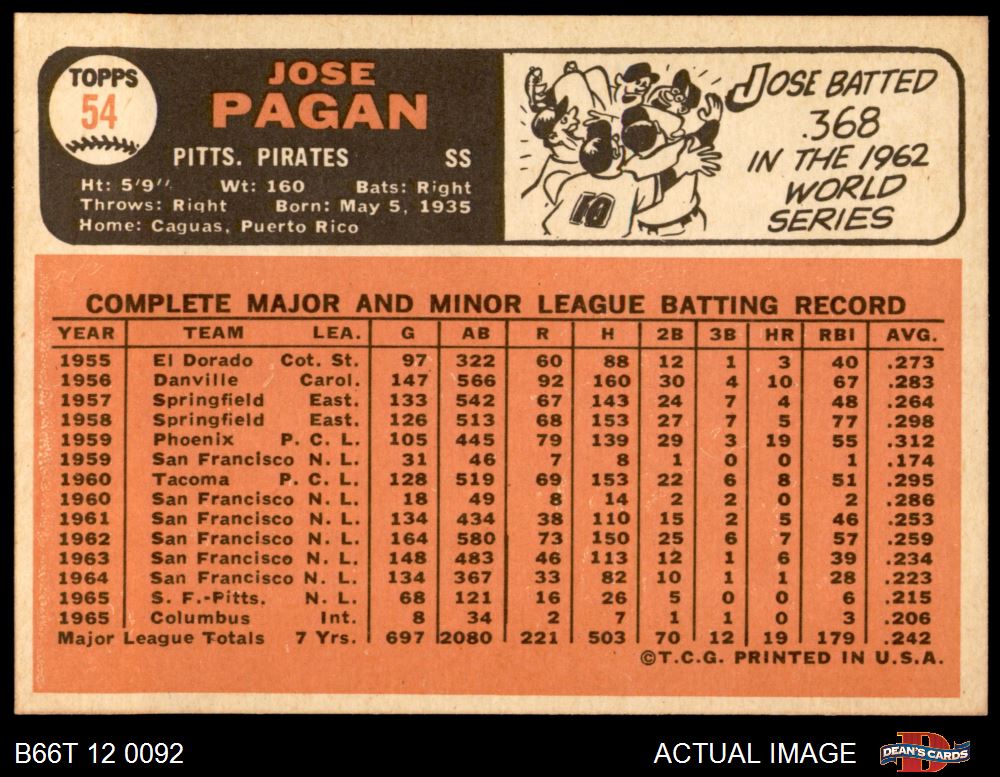 TOPPS
54
JOSE
PAGAN
PITTS. PIRATES SS
Ht: 5'9" Wt: 160 Bats: Right
Throws: Right Born: May 5, 1935
Home: Caguas, Puerto Rico
10
JOSE BATTED
.368
IN THE 1962
WORLD
SERIES
COMPLETE MAJOR AND MINOR LEAGUE BATTING RECORD
YEAR TEAM LEA. G AB R H 2B 3B HR RBI AVG.
1955 El Dorado Cot. St. 97 322 60 88 12 1 3 40 .273
1956 Danville Carol. 147 566 92 160 30 4 10 67 .283
1957 Springfield East. 133 542 67 143 24 7 4 48 .264
1958 Springfield East. 126 513 68 153 27 7 5 77 .298
1959 Phoenix P. C. L. 105 445 79 139 29 3 19 55 .312
1959 San Francisco N. L. 31 46 7 8 1 0 0 1 .174
1960 Tacoma P. C. L. 128 519 69 153 22 6 8 51 .295
1960 San Francisco N. L. 18 49 8 14 2 2 0 2 .286
1961 San Francisco N. L. 134 434 38 110 15 2 5 46 .253
1962 San Francisco N. L. 164 580 73 150 25 6 7 57 .259
1963 San Francisco N. L. 148 483 46 113 12 1 6 39 .234
1964 San Francisco N. L. 134 367 33 82 10 1 1 28 .223
1965 S. F.-Pitts. N. L. 68 121 16 26 5 0 0 6 .215
1965 Columbus Int. 8 34 2 7 1 1 0 3 .206
Major League Totals 7 Yrs. 697 2080 221 503 70 12 19 179 .242
©T.C.G. PRINTED IN U.S.A.
B66T 12 0092 ACTUAL IMAGE DEAN'S CARDS